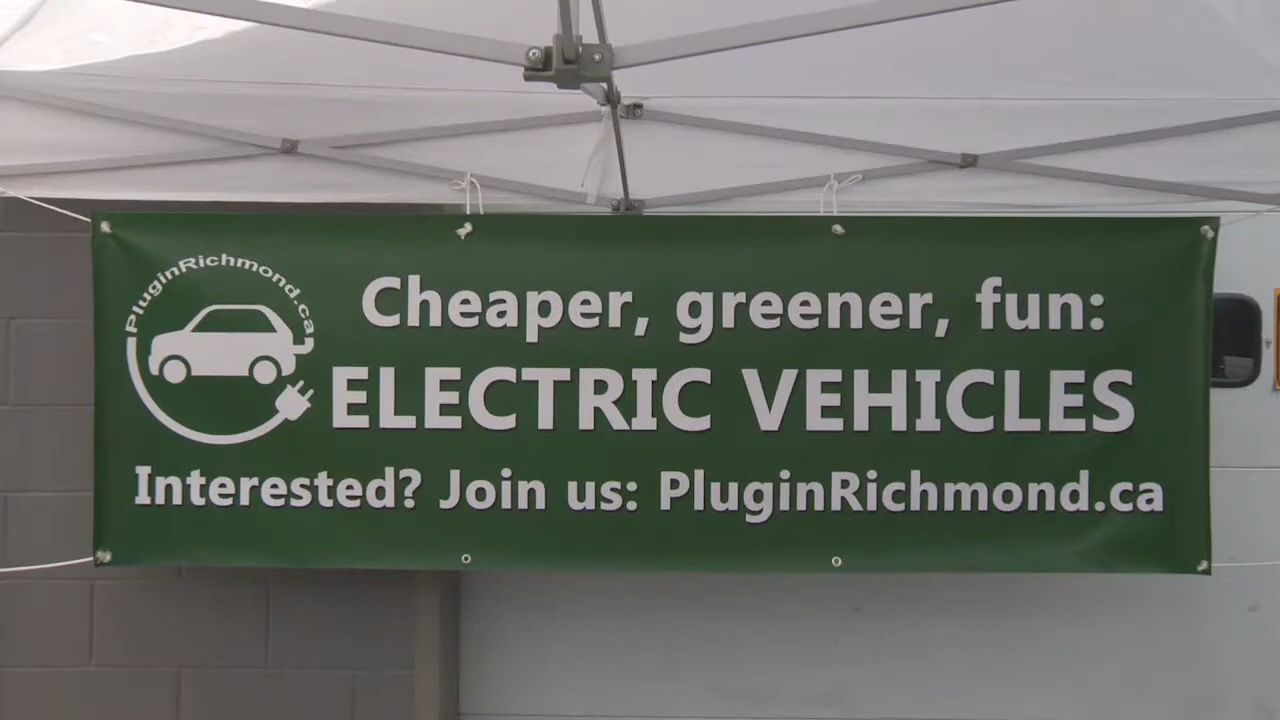 PluginRichmond.ca
Cheaper, greener, fun:
ELECTRIC VEHICLES
Interested? Join us: PluginRichmond.ca